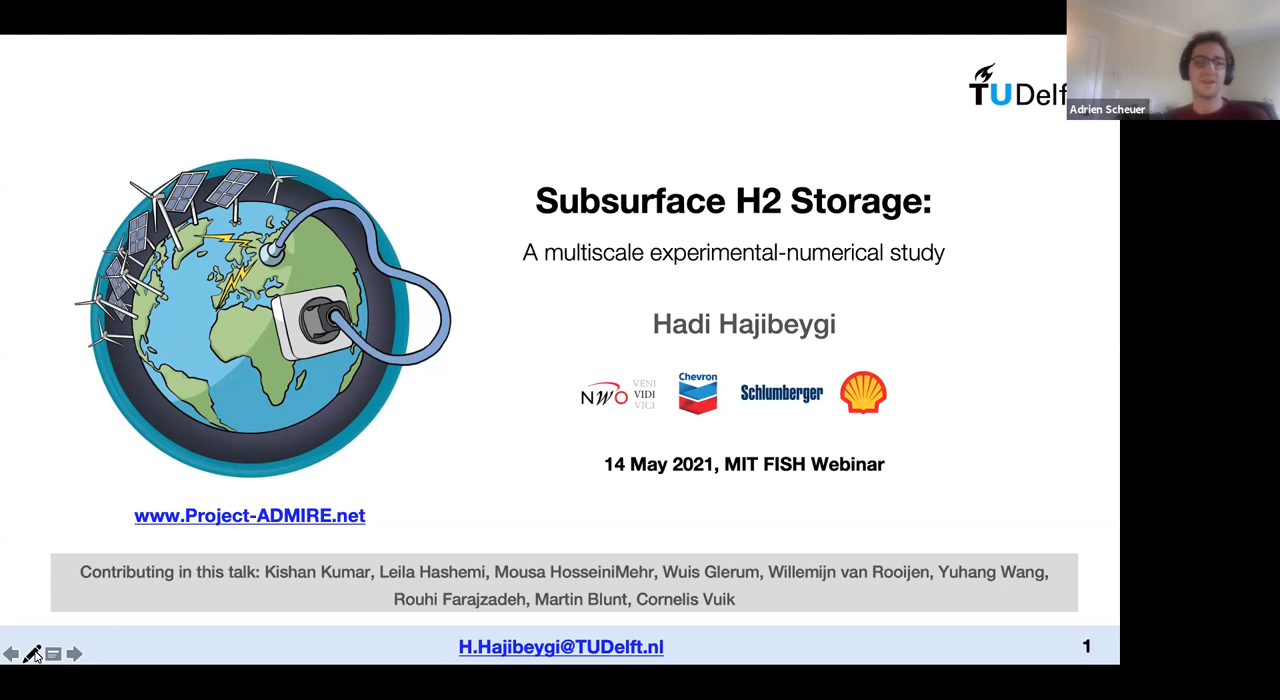 TUDelf
Adrien Scheuer
Subsurface H2 Storage:
A multiscale experimental-numerical study
Hadi Hajibeygi
NWO
VENI
VIDI
VICI
Chevron
Schlumberger
14 May 2021, MIT FISH Webinar
www.Project-ADMIRE.net
Contributing in this talk: Kishan Kumar, Leila Hashemi, Mousa HosseiniMehr, Wuis Glerum, Willemijn van Rooijen, Yuhang Wang,
Rouhi Farajzadeh, Martin Blunt, Cornelis Vuik
H.Hajibeygi@TUDelft.nl
1